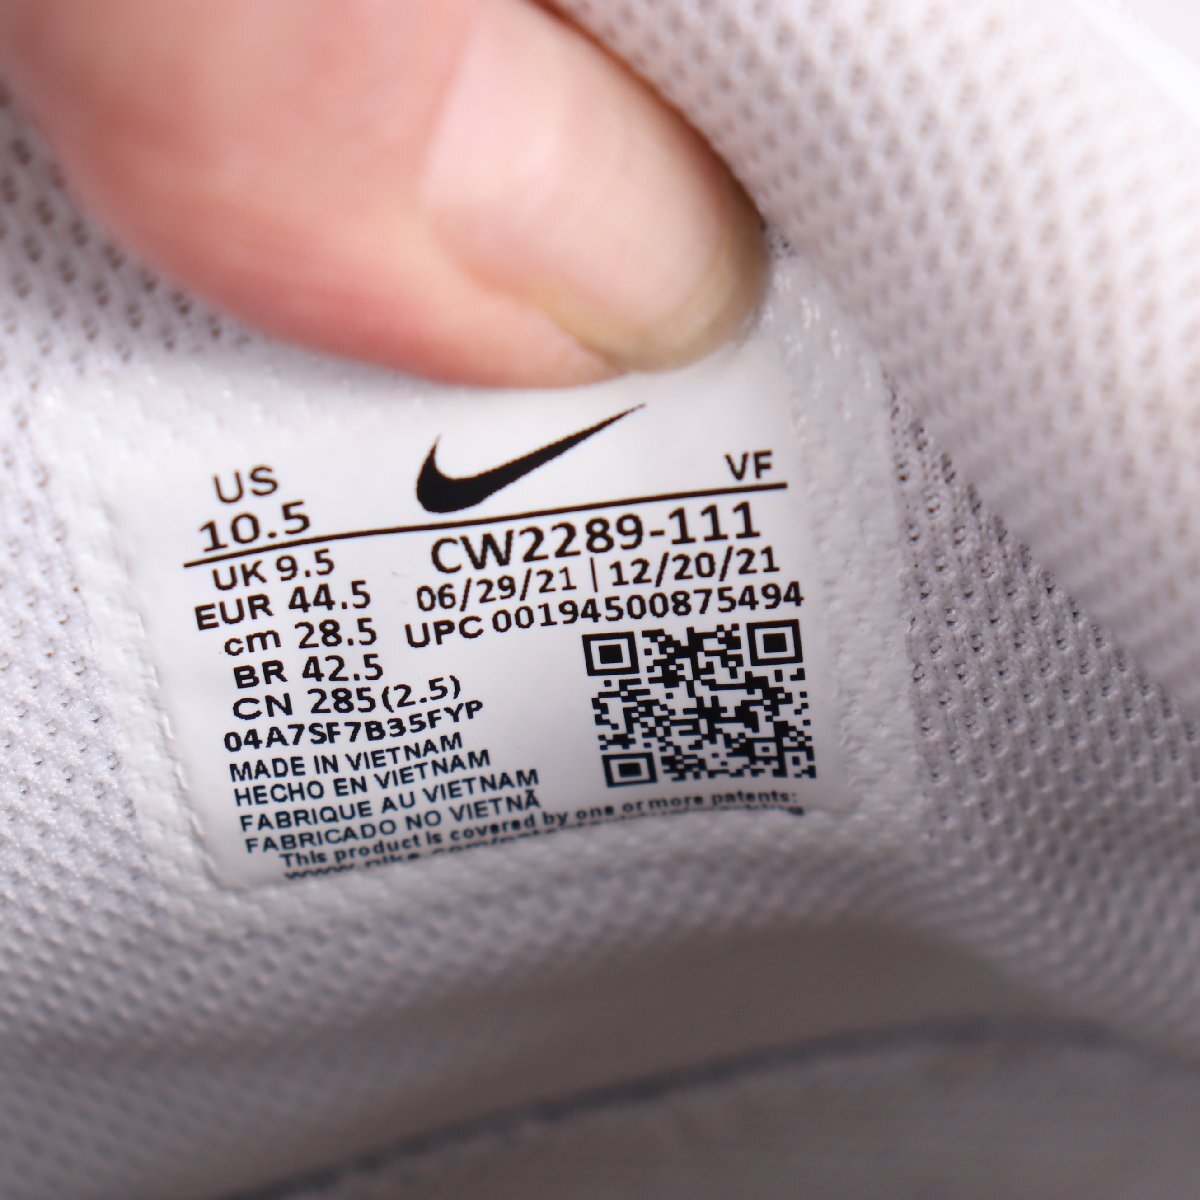 US
10.5
VF
UK 9.5
EUR 44.5
cm 28.5
BR 42.5
CN 285(2.5)
04A7SF7B35FYP
CW2289-111
06/29/21 | 12/20/21
UPC 00194500875494
MADE IN VIETNAM
HECHO EN VIETNAM
FABRIQUE AU VIETNAM
FABRICADO NO VIETNÃ
This product is covered by one or more patents: